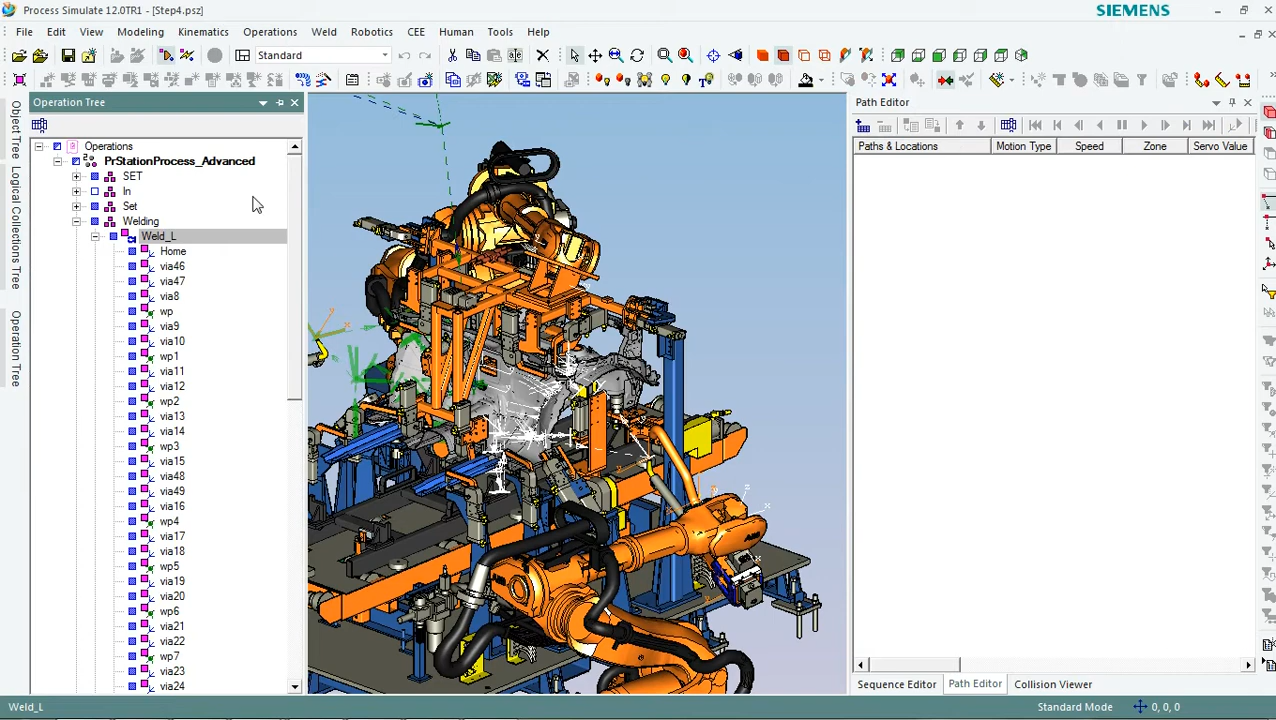 Process Simulate 12.0TR1 - [Step4.psz]
SIEMENS
File Edit View Modeling Kinematics Operations Weld Robotics CEE Human Tools Help
Standard
Operation Tree
Path Editor
Object Tree
Logical Collections Tree
Operation Tree
Paths & Locations Motion Type Speed Zone Servo Value
Operations
PrStationProcess_Advanced
SET
In
Set
Welding
Weld_L
Home
via46
via47
via8
wp
via9
via10
wp1
via11
via12
wp2
via13
via14
wp3
via15
via48
via49
via16
wp4
via17
via18
wp5
via19
via20
wp6
via21
via22
wp7
via23
via24
Sequence Editor Path Editor Collision Viewer
Weld_L
Standard Mode
0, 0, 0